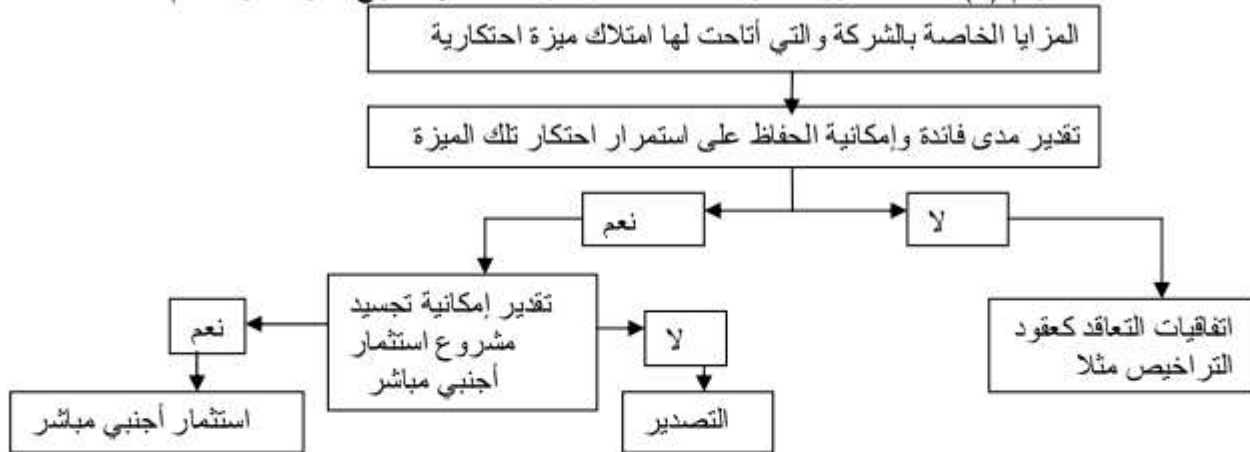 المزايا الخاصة بالشركة والتي أتاحت لها امتلاك ميزة احتكارية
تقدير مدى فائدة وإمكانية الحفاظ على استمرار احتكار تلك الميزة
لا
نعم
اتفاقيات التعاقد كعقود
التراخيص مثلا
تقدير إمكانية تجسيد
مشروع استثمار
أجنبي مباشر
لا
نعم
التصدير
استثمار أجنبي مباشر